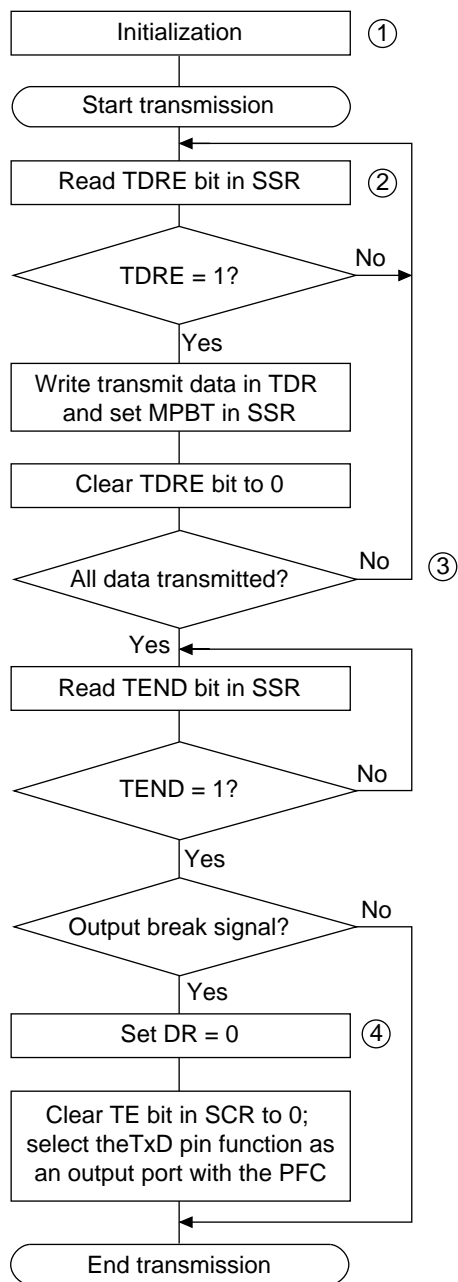 Initialization
1
Start transmission
Read TDRE bit in SSR
2
TDRE = 1?
No
Yes
Write transmit data in TDR
and set MPBT in SSR
Clear TDRE bit to 0
All data transmitted?
No
3
Yes
Read TEND bit in SSR
TEND = 1?
No
Yes
Output break signal?
No
Yes
Set DR = 0
4
Clear TE bit in SCR to 0;
select theTxD pin function as
an output port with the PFC
End transmission